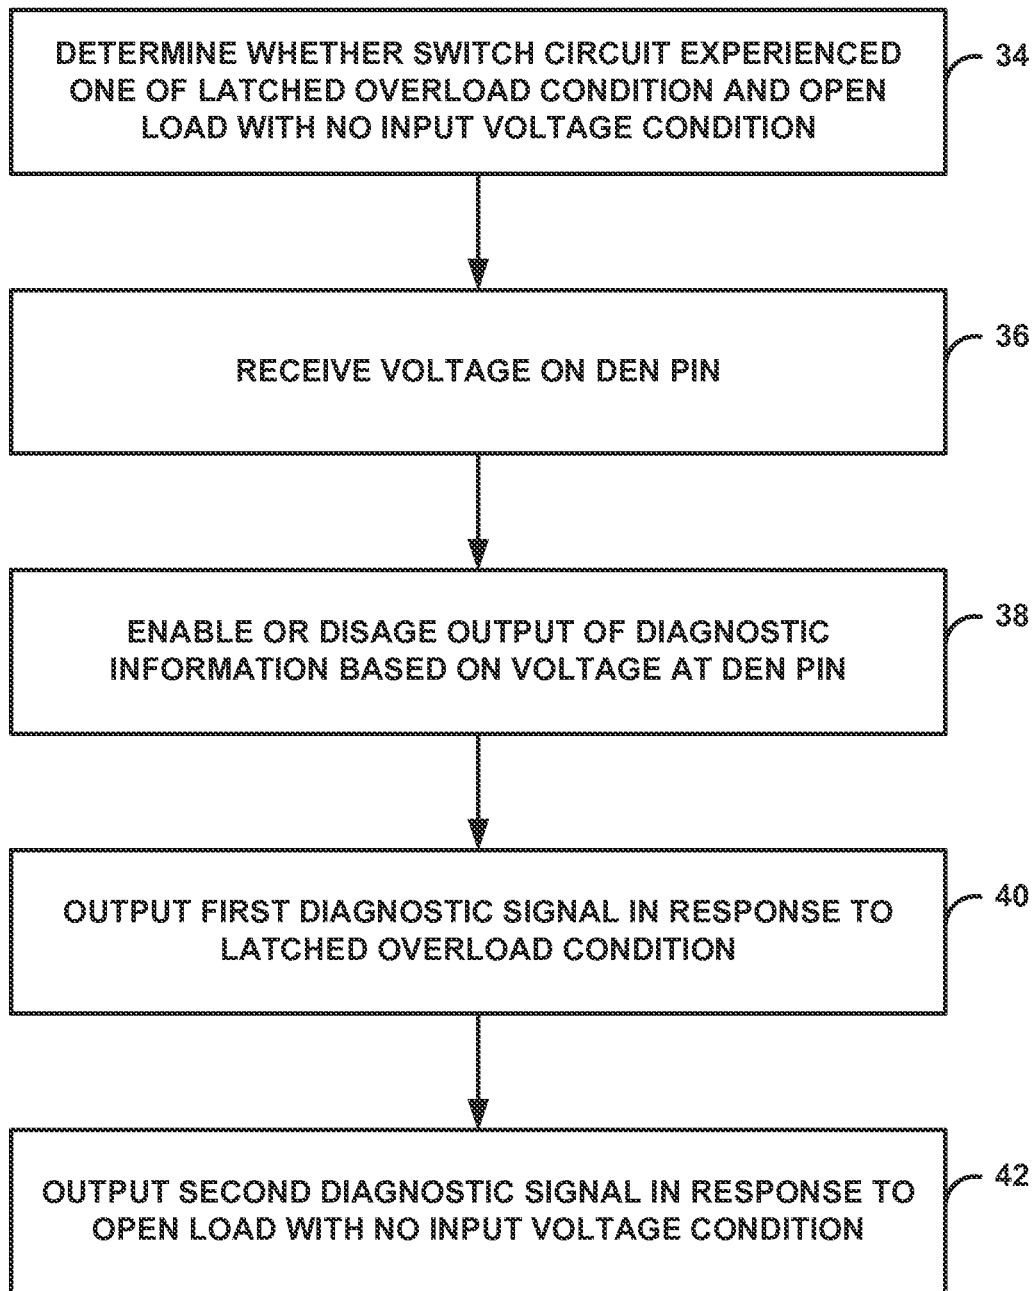 DETERMINE WHETHER SWITCH CIRCUIT EXPERIENCED
ONE OF LATCHED OVERLOAD CONDITION AND OPEN
LOAD WITH NO INPUT VOLTAGE CONDITION
34
RECEIVE VOLTAGE ON DEN PIN
36
ENABLE OR DISAGE OUTPUT OF DIAGNOSTIC
INFORMATION BASED ON VOLTAGE AT DEN PIN
38
OUTPUT FIRST DIAGNOSTIC SIGNAL IN RESPONSE TO
LATCHED OVERLOAD CONDITION
40
OUTPUT SECOND DIAGNOSTIC SIGNAL IN RESPONSE TO
OPEN LOAD WITH NO INPUT VOLTAGE CONDITION
42